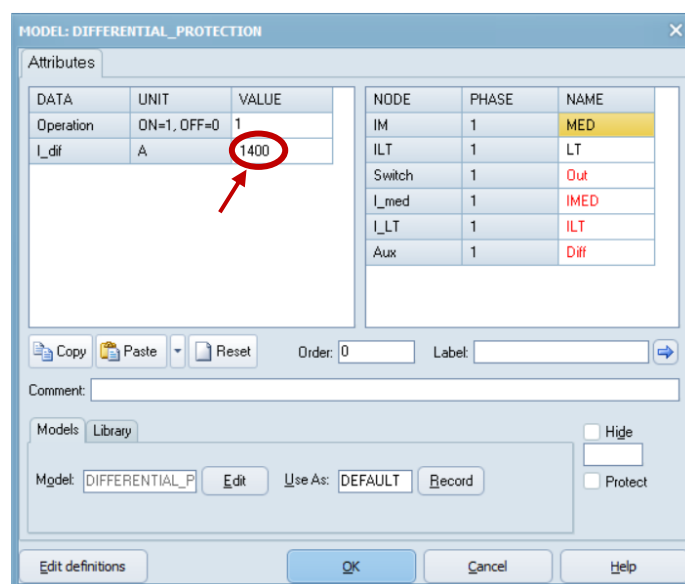 MODEL: DIFFERENTIAL_PROTECTION
Attributes
DATA UNIT VALUE
Operation ON=1, OFF=0 1
I_dif A 1400
NODE PHASE NAME
IM 1 MED
ILT 1 LT
Switch 1 Out
I_med 1 IMED
I_LT 1 ILT
Aux 1 Diff
Copy Paste Reset Order: 0 Label:
Comment:
Models Library
Hide
Model: DIFFERENTIAL_P Edit Use As: DEFAULT Record
Protect
Edit definitions OK Cancel Help